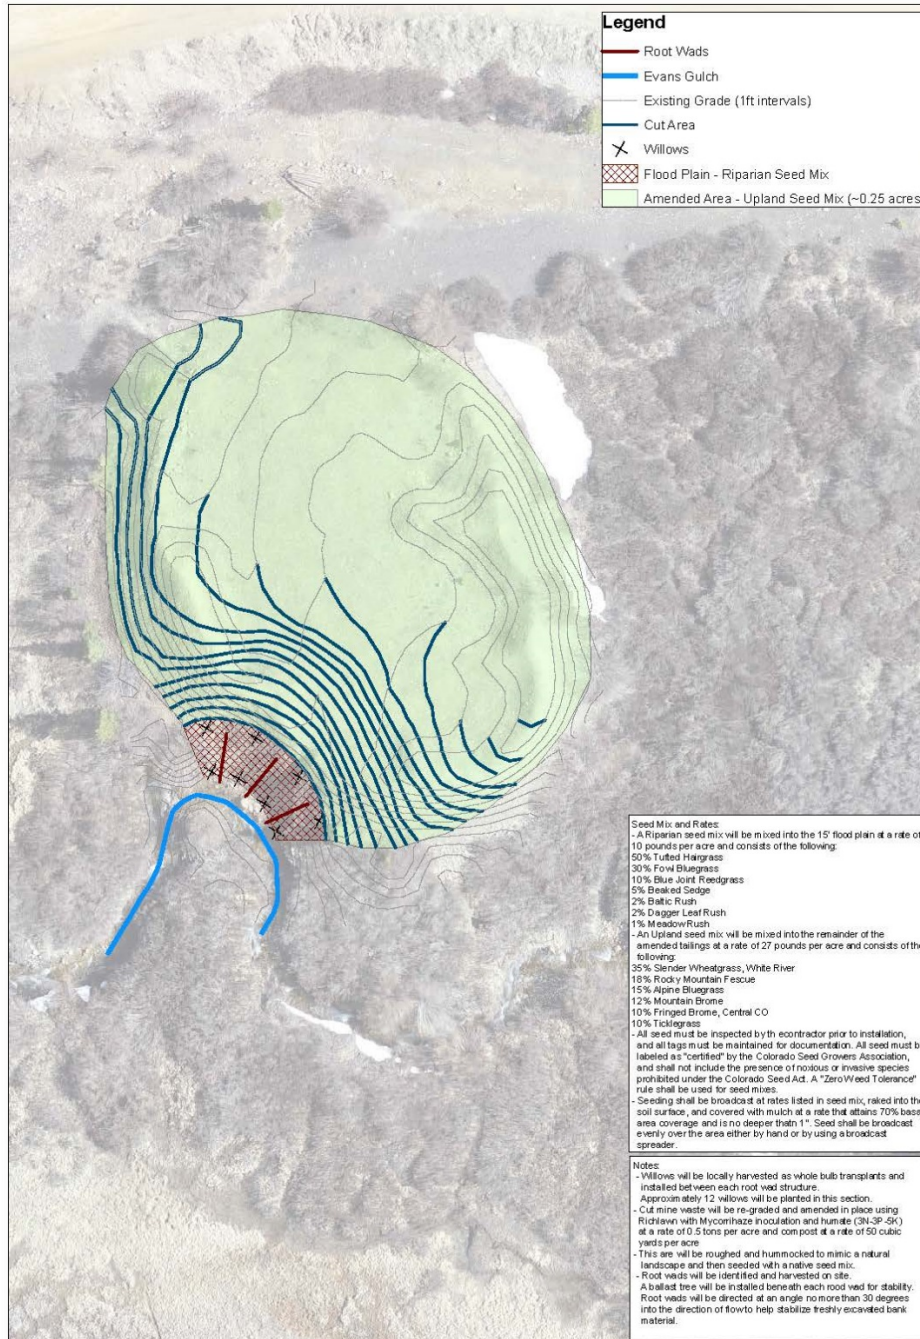 Legend
Root Wads
Evans Gulch
Existing Grade (1ft intervals)
Cut Area
Willows
Flood Plain - Riparian Seed Mix
Amended Area - Upland Seed Mix (~0.25 acres
Seed Mix and Rates:
- A Riparian seed mix will be mixed into the 15' flood plain at a rate of
10 pounds per acre and consists of the following:
50% Tufted Hairgrass
30% Fowl Bluegrass
10% Blue Joint Reedgrass
5% Beaked Sedge
2% Baltic Rush
2% Dagger Leaf Rush
1% Meadow Rush
- An Upland seed mix will be mixed into the remainder of the
amended tailings at a rate of 27 pounds per acre and consists of the
following:
35% Slender Wheatgrass, White River
18% Rocky Mountain Fescue
15% Alpine Bluegrass
12% Mountain Brome
10% Fringed Brome, Central CO
10% Ticklegrass
- All seed must be inspected by th econtractor prior to installation,
and all tags must be maintained for documentation. All seed must b
labeled as "certified" by the Colorado Seed Growers Association,
and shall not include the presence of noxious or invasive species
prohibited under the Colorado Seed Act. A "Zero Weed Tolerance"
rule shall be used for seed mixes.
- Seeding shall be broadcast at rates listed in seed mix, raked into the
soil surface, and covered with mulch at a rate that attains 70% basa
area coverage and is no deeper thatn 1". Seed shall be broadcast
evenly over the area either by hand or by using a broadcast
spreader.
Notes:
- Willows will be locally harvested as whole bulb transplants and
installed between each root wad structure.
Approximately 12 willows will be planted in this section.
- Cut mine waste will be re-graded and amended in place using
Richlawn with Mycorrihaze inoculation and humate (3N-3P-5K)
at a rate of 0.5 tons per acre and compost at a rate of 50 cubic
yards per acre
- This are will be roughed and hummocked to mimic a natural
landscape and then seeded with a native seed mix.
- Root wads will be identified and harvested on site.
A ballast tree will be installed beneath each rood wad for stability.
Root wads will be directed at an angle no more than 30 degrees
into the direction of flow to help stabilize freshly excavated bank
material.